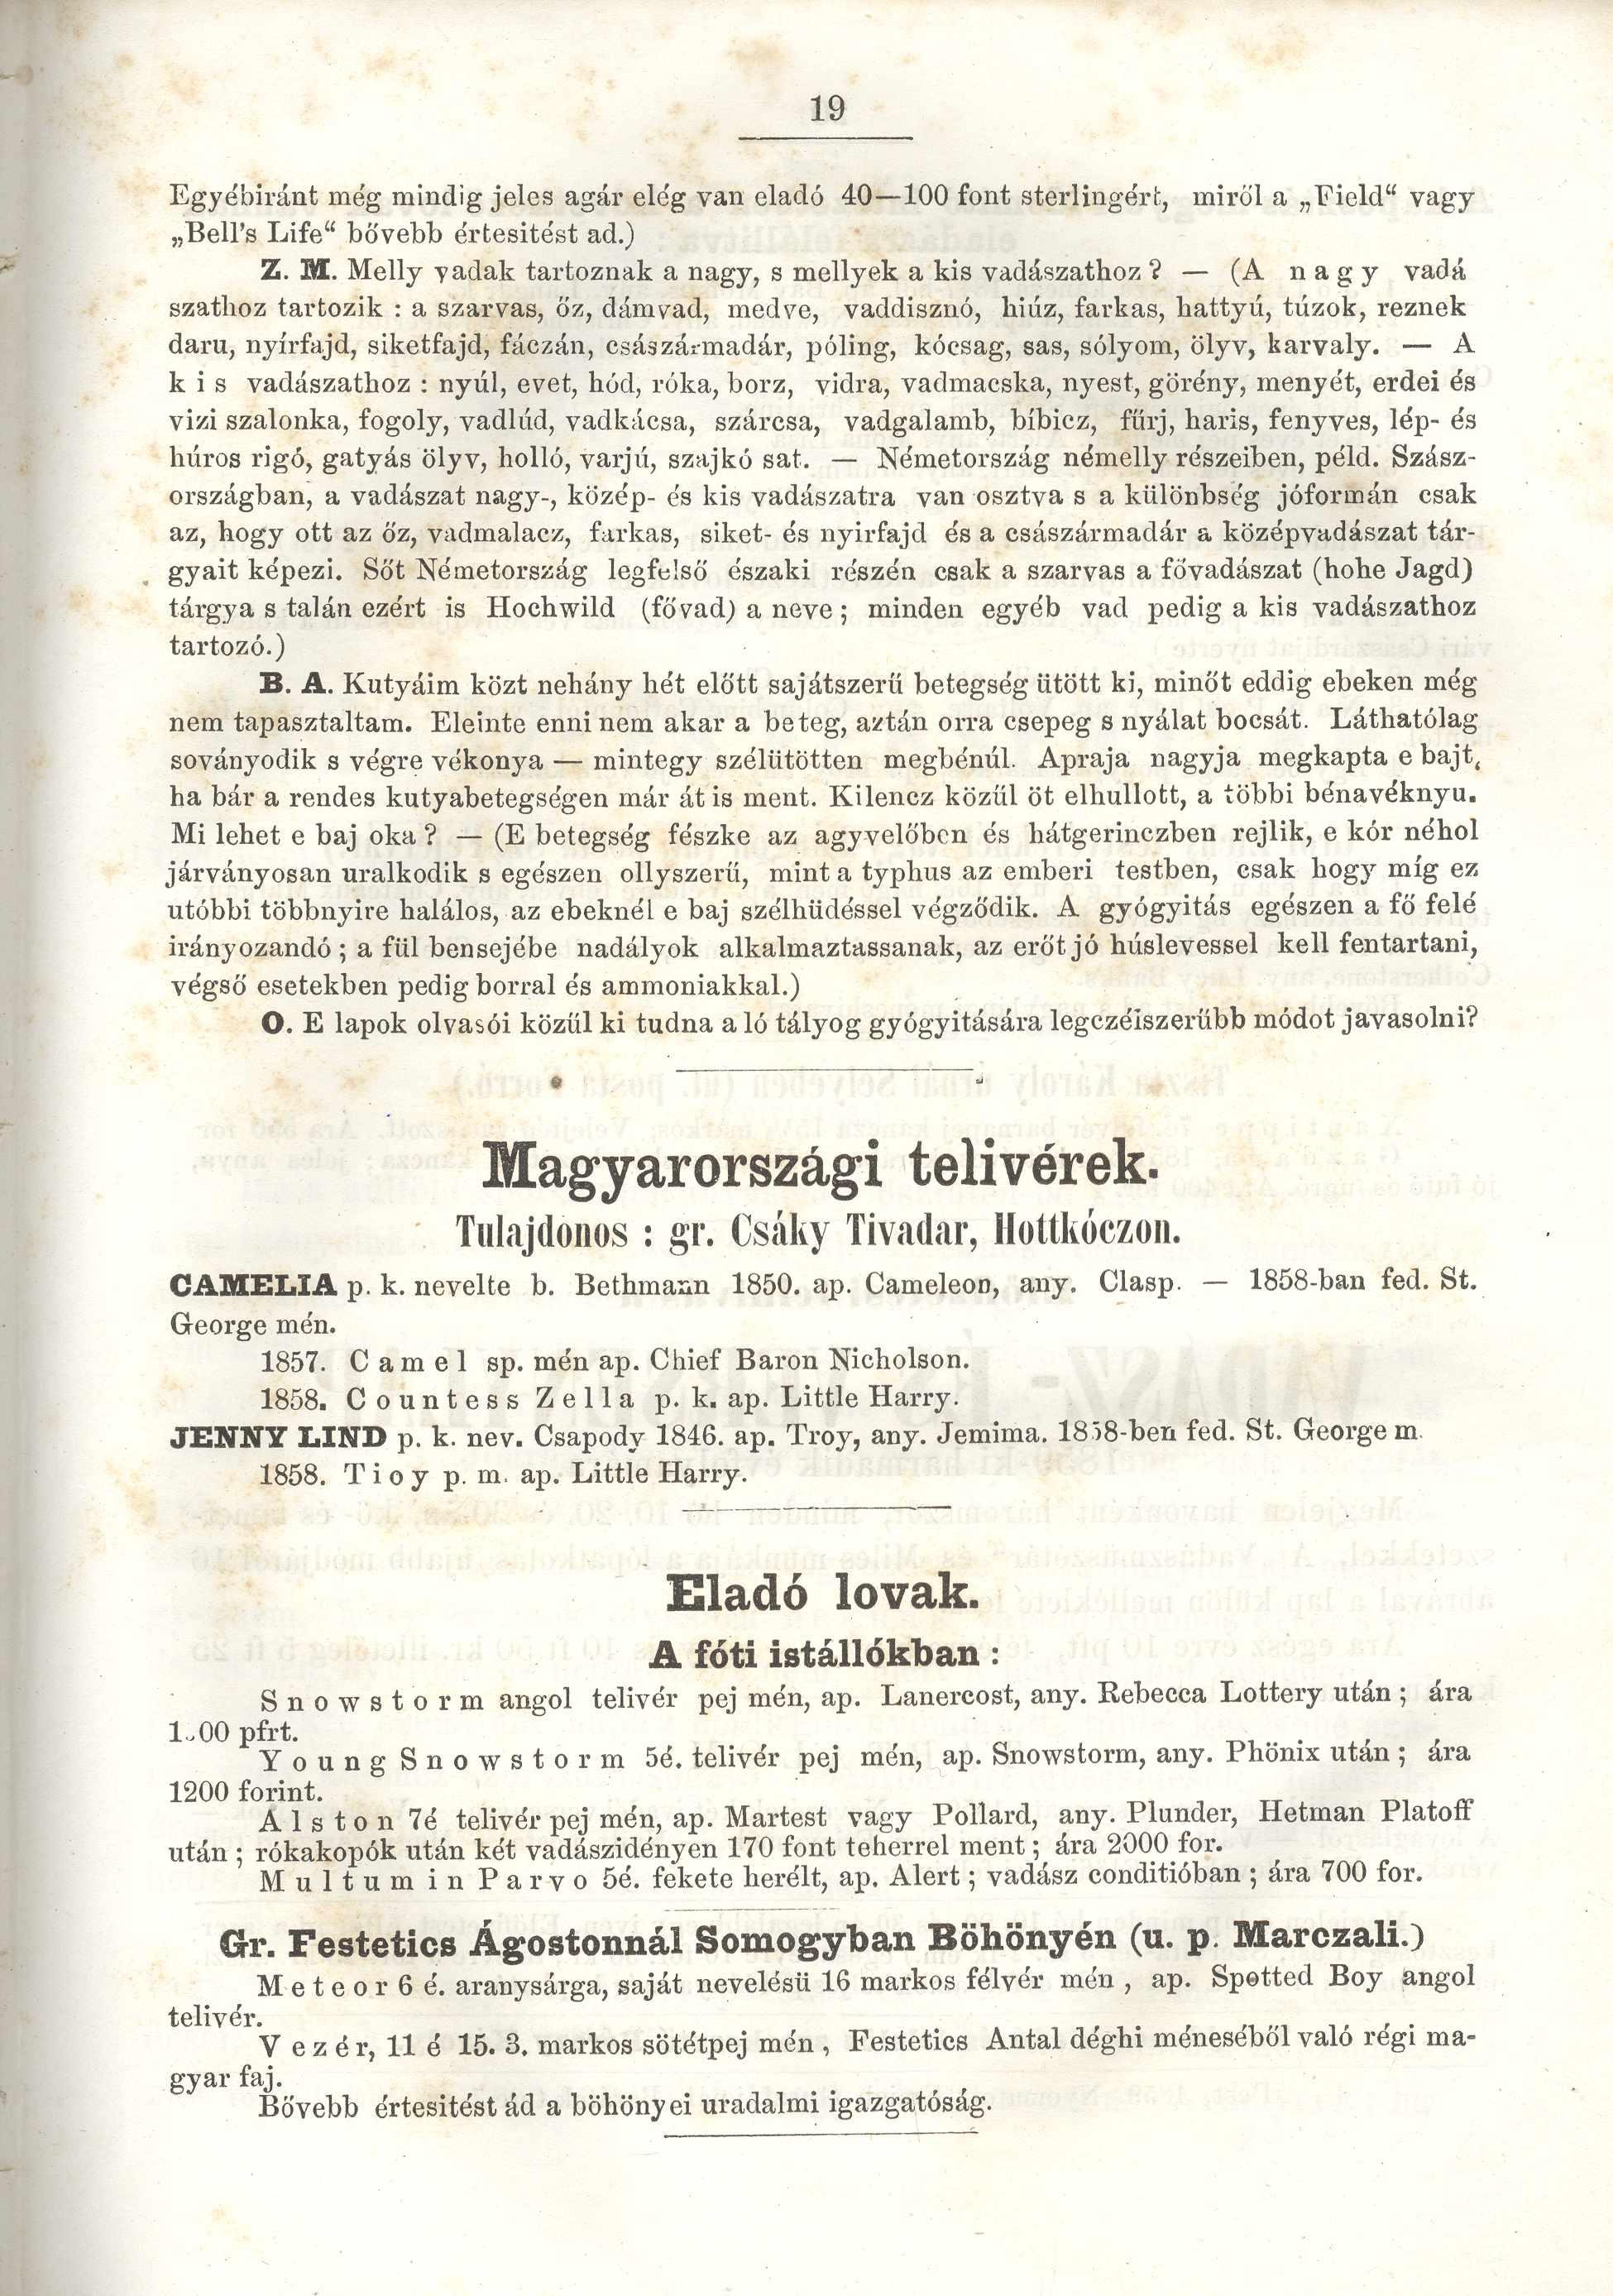 19
Egyébiránt még mindig jeles agár elég van eladó 40—100 font sterlingért, miről a „Field“ vagy
„Bell's Life“ bővebb értesitést ad.)
Z. M. Melly vadak tartoznak a nagy, s mellyek a kis vadászathoz? — (A nagy vadá
szathoz tartozik : a szarvas, őz, dámvad, medve, vaddisznó, hiúz, farkas, hattyú, túzok, reznek
daru, nyírfajd, siketfajd, fáczán, császármadár, póling, kócsag, sas, sólyom, ölyv, karvaly. — A
kis vadászathoz : nyúl, evet, hód, róka, borz, vidra, vadmacska, nyest, görény, menyét, erdei és
vizi szalonka, fogoly, vadlúd, vadkácsa, szárcsa, vadgalamb, bíbicz, fürj, haris, fenyves, lép- és
húros rigó, gatyás ölyv, holló, varjú, szajkó sat. — Németország némelly részeiben, péld. Szász-
országban, a vadászat nagy-, közép- és kis vadászatra van osztva s a különbség jóformán csak
az, hogy ott az őz, vadmalacz, farkas, siket- és nyirfajd és a császármadár a középvadászat tár-
gyait képezi. Sőt Németország legfelső északi részén csak a szarvas a fővadászat (hohe Jagd)
tárgya s talán ezért is Hochwild (fővad) a neve ; minden egyéb vad pedig a kis vadászathoz
tartozó.)
B. A. Kutyáim közt nehány hét előtt sajátszerü betegség ütött ki, minőt eddig ebeken még
nem tapasztaltam. Eleinte enni nem akar a beteg, aztán orra csepeg s nyálat bocsát. Láthatólag
soványodik s végre vékonya — mintegy szélütötten megbénúl. Apraja nagyja megkapta e bajt,
ha bár a rendes kutyabetegségen már át is ment. Kilencz közül öt elhullott, a többi bénavéknyu.
Mi lehet e baj oka ? — (E betegség fészke az agyvelőben és hátgerinczben rejlik, e kór néhol
járványosan uralkodik s egészen ollyszerü, mint a typhus az emberi testben, csak hogy míg ez
utóbbi többnyire halálos, az ebeknél e baj szélhüdéssel végződik. A gyógyitás egészen a fő felé
irányozandó ; a fül bensejébe nadályok alkalmaztassanak, az erőt jó húslevessel kell fentartani,
végső esetekben pedig borral és ammoniakkal.)
O. E lapok olvasói közül ki tudna a ló tályog gyógyitására legczélszerübb módot javasolni?
Magyarországi telivérek.
Tulajdonos : gr. Csáky Tivadar, Hottkóczon.
CAMELIA p. k. nevelte b. Bethmann 1850. ap. Cameleon, any. Clasp. — 1858-ban fed. St.
George mén.
1857. Camel sp. mén ap. Chief Baron Nicholson.
1858. Countess Zella p. k. ap. Little Harry.
JENNY LIND p. k. nev. Csapody 1846. ap. Troy, any. Jemima. 1858-ben fed. St. George m.
1858. Tioy p. m. ap. Little Harry.
Eladó lovak.
A fóti istállókban :
Snowstorm angol telivér pej mén, ap. Lanercost, any. Rebecca Lottery után ; ára
pfrt.
Young Snowstorm 5é. telivér pej mén, ap. Snowstorm, any. Phönix után ; ára
1200 forint.
Alston 7é telivér pej mén, ap. Martest vagy Pollard, any. Plunder, Hetman Platoff
után ; rókakopók után két vadászidényen 170 font teherrel ment ; ára 2000 for.
Multum in Parvo 5é. fekete herélt, ap. Alert ; vadász conditióban ; ára 700 for.
Gr. Festetics Ágostonnál Somogyban Böhönyén (u. p. Marczali.)
Meteor 6 é. aranysárga, saját nevelésü 16 markos félvér mén , ap. Spotted Boy angol
telivér.
Vezér, 11 é 15. 3. markos sötétpej mén , Festetics Antal déghi méneséből való régi ma-
gyar faj.
Bővebb értesitést ád a böhönyei uradalmi igazgatóság.